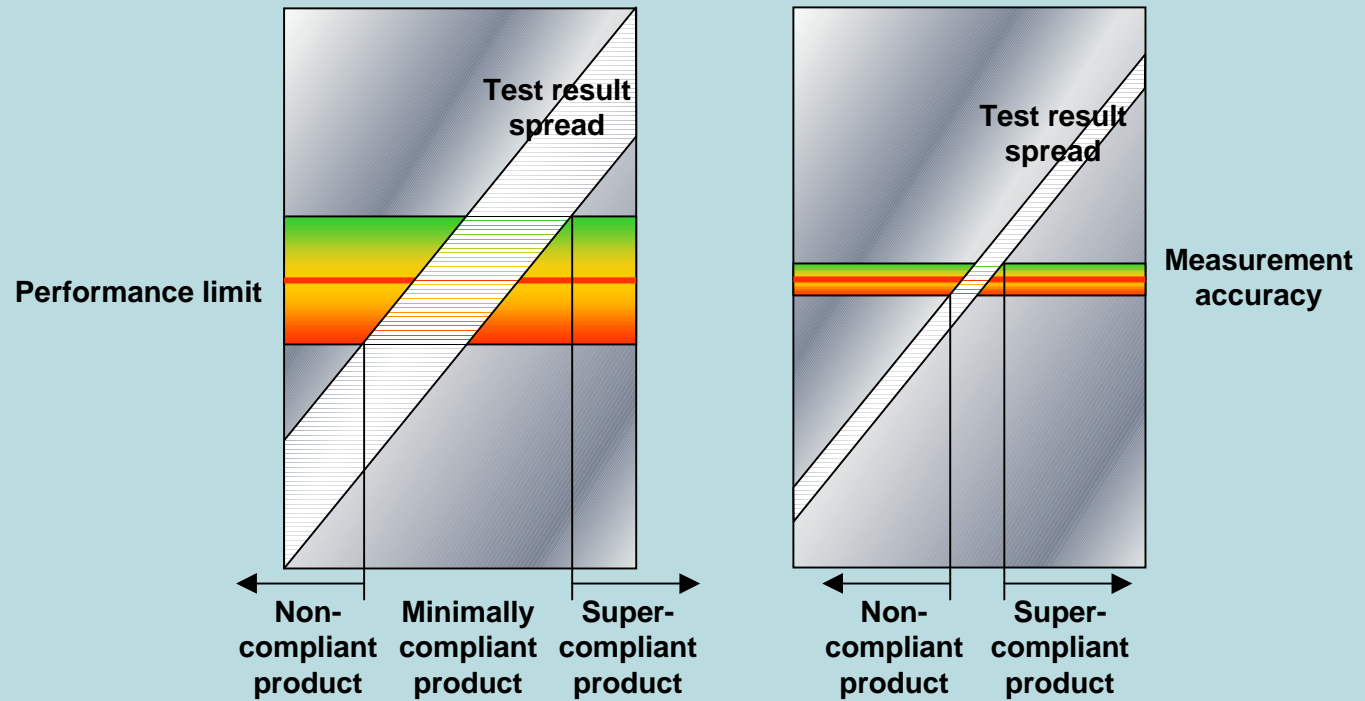 Test result
spread
Performance limit
Non-
compliant
product
Minimally
compliant
product
Super-
compliant
product
Test result
spread
Measurement
accuracy
Non-
compliant
product
Super-
compliant
product